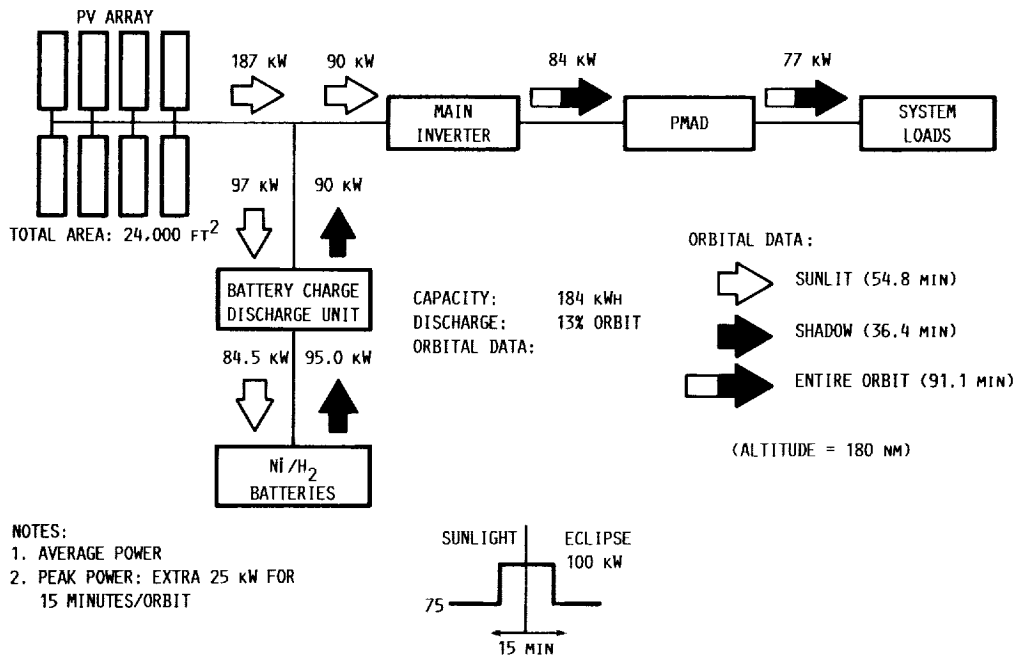 PV ARRAY
187 KW
90 KW
84 KW
77 KW
MAIN
INVERTER
PMAD
SYSTEM
LOADS
TOTAL AREA: 24,000 FT2
97 KW
90 KW
BATTERY CHARGE
DISCHARGE UNIT
84.5 KW
95.0 KW
Ni/H2
BATTERIES
CAPACITY: 184 KWH
DISCHARGE: 13% ORBIT
ORBITAL DATA:
ORBITAL DATA:
SUNLIT (54.8 MIN)
SHADOW (36.4 MIN)
ENTIRE ORBIT (91.1 MIN)
(ALTITUDE = 180 NM)
NOTES:
1. AVERAGE POWER
2. PEAK POWER: EXTRA 25 KW FOR
15 MINUTES/ORBIT
SUNLIGHT
ECLIPSE
100 KW
75
15 MIN